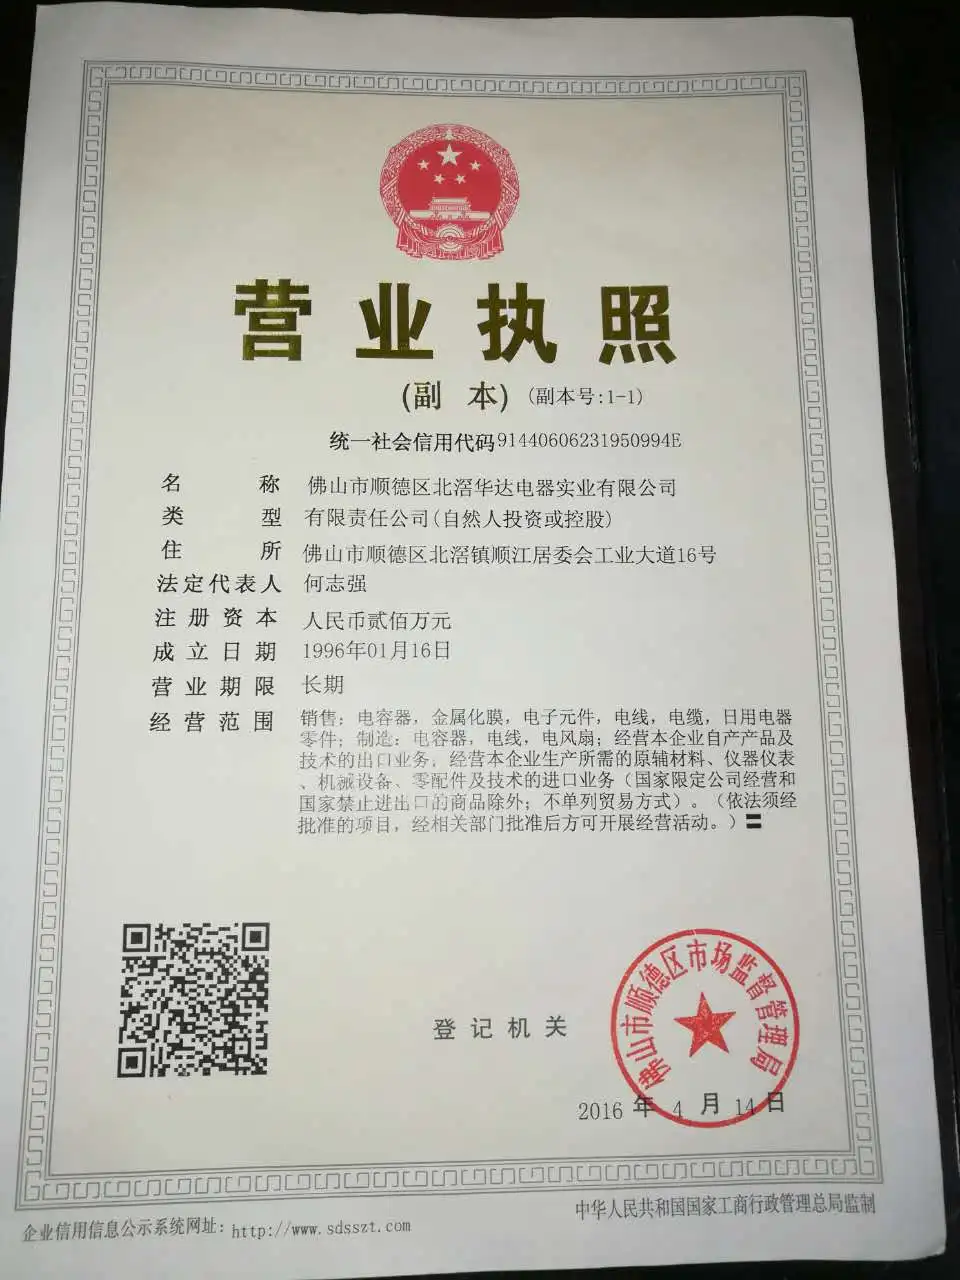 营业执照
(副 本) (副本号:1-1)
统一社会信用代码91440606231950994E
名 称 佛山市顺德区北滘华达电器实业有限公司
类 型 有限责任公司(自然人投资或控股)
住 所 佛山市顺德区北滘镇顺江居委会工业大道16号
法定代表人 何志强
注册资本 人民币贰佰万元
成立日期 1996年01月16日
营业期限 长期
经营范围 销售：电容器，金属化膜，电子元件，电线，电缆，日用电器
零件；制造：电容器，电线，电风扇；经营本企业自产产品及
技术的出口业务，经营本企业生产所需的原辅材料、仪器仪表
、机械设备、零配件及技术的进口业务（国家限定公司经营和
国家禁止进出口的商品除外；不单列贸易方式）。（依法须经
批准的项目，经相关部门批准后方可开展经营活动。）〓
佛山市顺德区市场监督管理局
登记机关
2016 年 4 月 14 日
企业信用信息公示系统网址：http://www.sdsszt.com
中华人民共和国国家工商行政管理总局监制